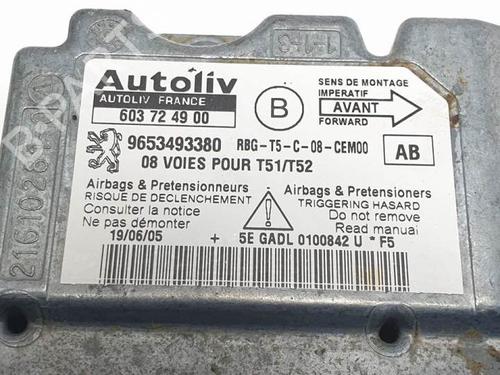 Autoliv
AUTOLIV FRANCE
603 72 49 00
B
SENS DE MONTAGE
IMPERATIF
AVANT
FORWARD
9653493380 RBG-T5-C-08-CEM00
08 VOIES POUR T51/T52
AB
Airbags & Pretensionneurs
RISQUE DE DECLENCHEMENT
Consulter la notice
Ne pas démonter
Airbags & Pretensioners
TRIGGERING HASARD
Do not remove
Read manual
19/06/05 + 5E GADL 0100842 U * F5